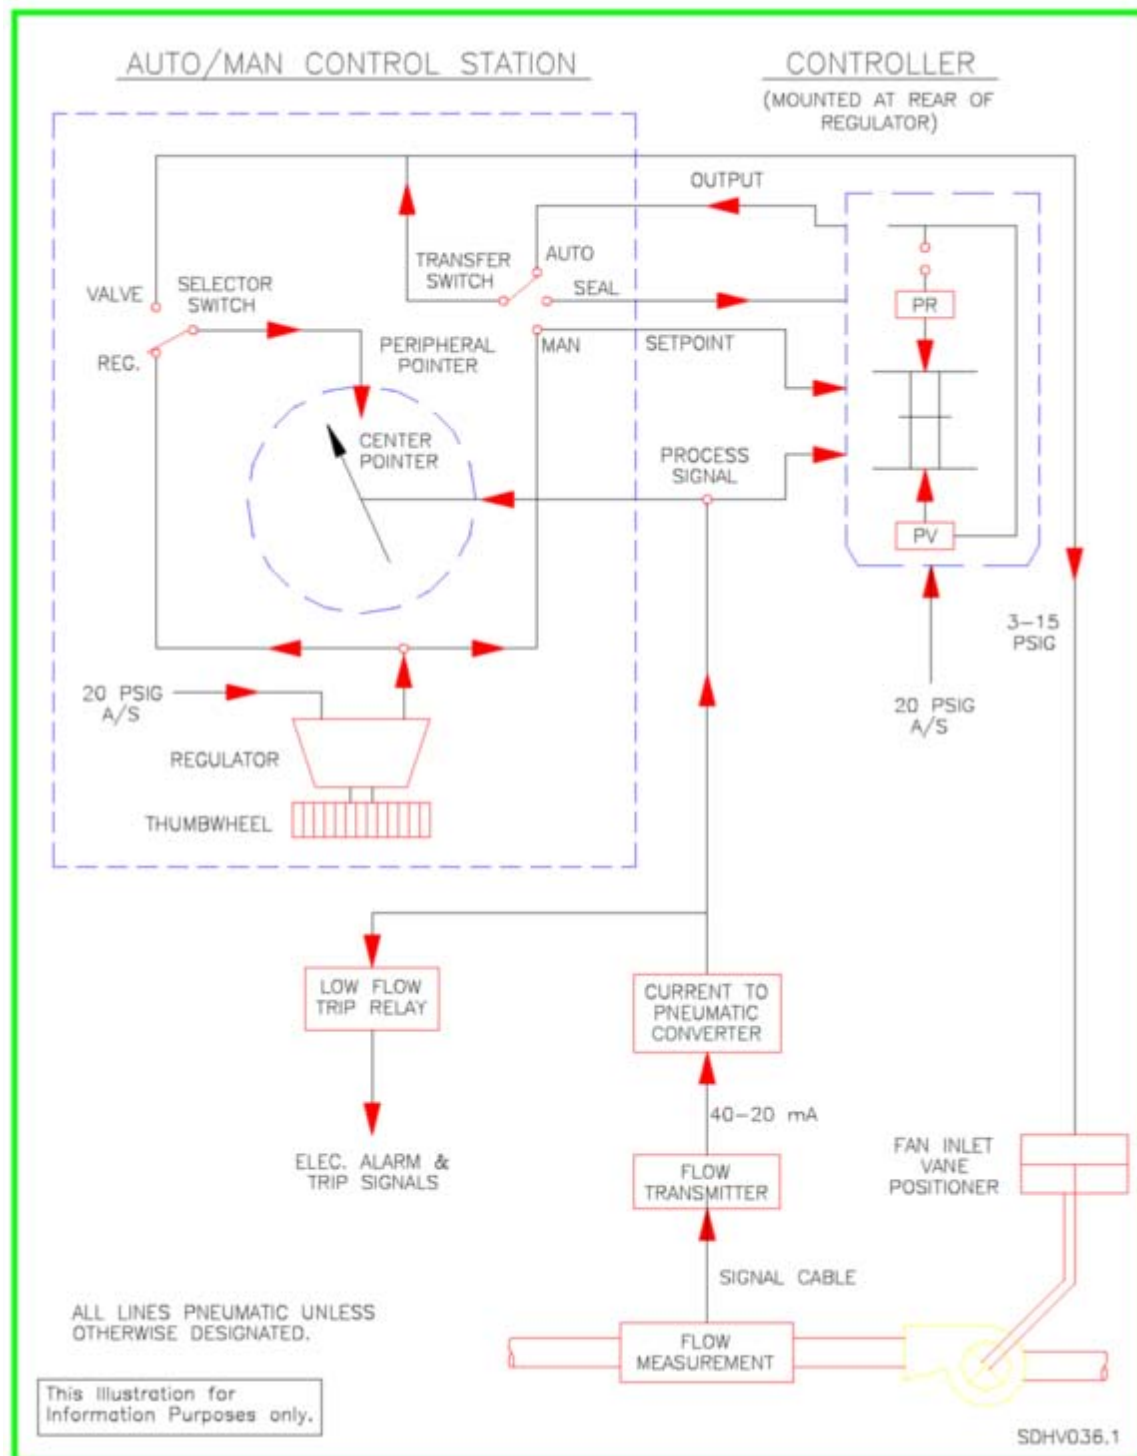 AUTO/MAN CONTROL STATION
CONTROLLER
(MOUNTED AT REAR OF
REGULATOR)
OUTPUT
AUTO
TRANSFER
SWITCH
SEAL
VALVE
SELECTOR
SWITCH
PR
REG.
PERIPHERAL
POINTER
MAN
SETPOINT
CENTER
POINTER
PROCESS
SIGNAL
PV
3-15
PSIG
20 PSIG
A/S
20 PSIG
A/S
REGULATOR
THUMBWHEEL
LOW FLOW
TRIP RELAY
CURRENT TO
PNEUMATIC
CONVERTER
40-20 mA
ELEC. ALARM &
TRIP SIGNALS
FLOW
TRANSMITTER
FAN INLET
VANE
POSITIONER
SIGNAL CABLE
ALL LINES PNEUMATIC UNLESS
OTHERWISE DESIGNATED.
FLOW
MEASUREMENT
This Illustration for
Information Purposes only.
SDHV036.1